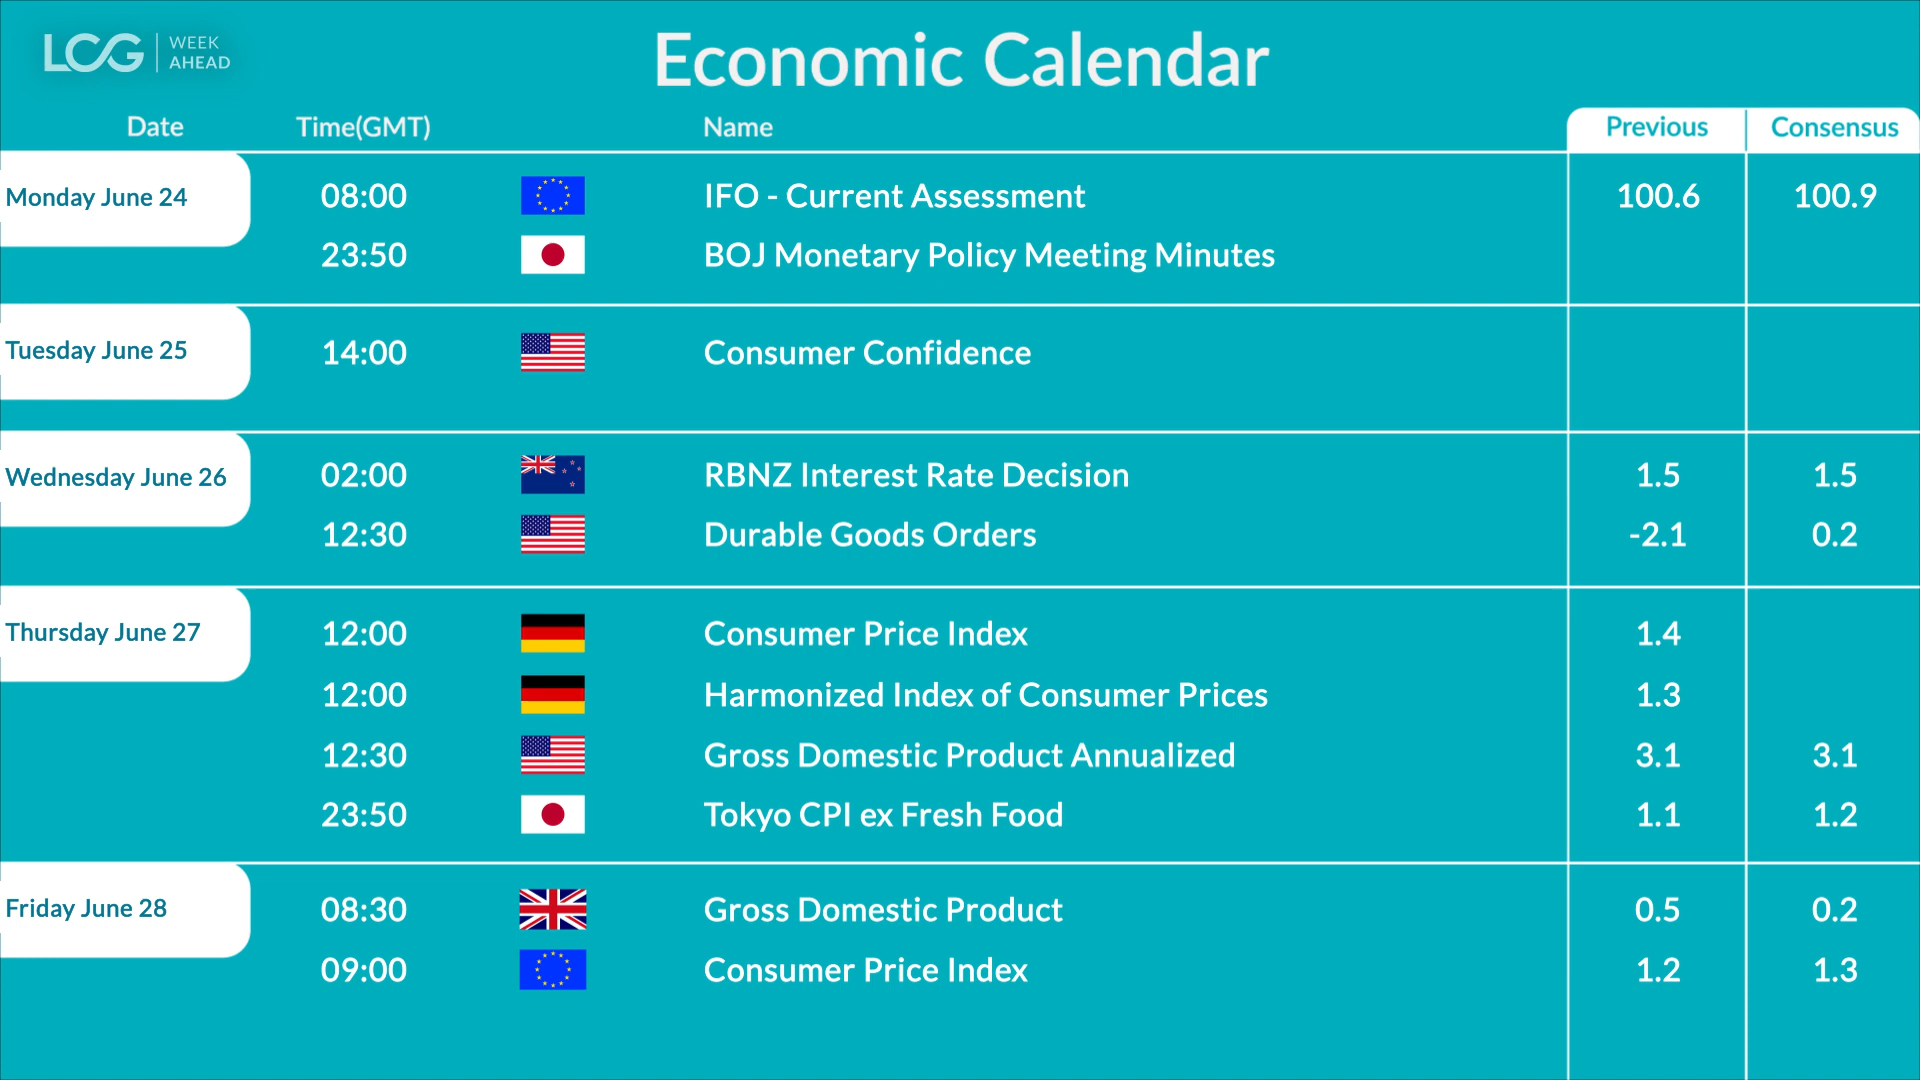 LCG WEEK AHEAD
Economic Calendar
Date Time(GMT) Name Previous Consensus
Monday June 24 08:00 IFO - Current Assessment 100.6 100.9
23:50 BOJ Monetary Policy Meeting Minutes
Tuesday June 25 14:00 Consumer Confidence
Wednesday June 26 02:00 RBNZ Interest Rate Decision 1.5 1.5
12:30 Durable Goods Orders -2.1 0.2
Thursday June 27 12:00 Consumer Price Index 1.4
12:00 Harmonized Index of Consumer Prices 1.3
12:30 Gross Domestic Product Annualized 3.1 3.1
23:50 Tokyo CPI ex Fresh Food 1.1 1.2
Friday June 28 08:30 Gross Domestic Product 0.5 0.2
09:00 Consumer Price Index 1.2 1.3